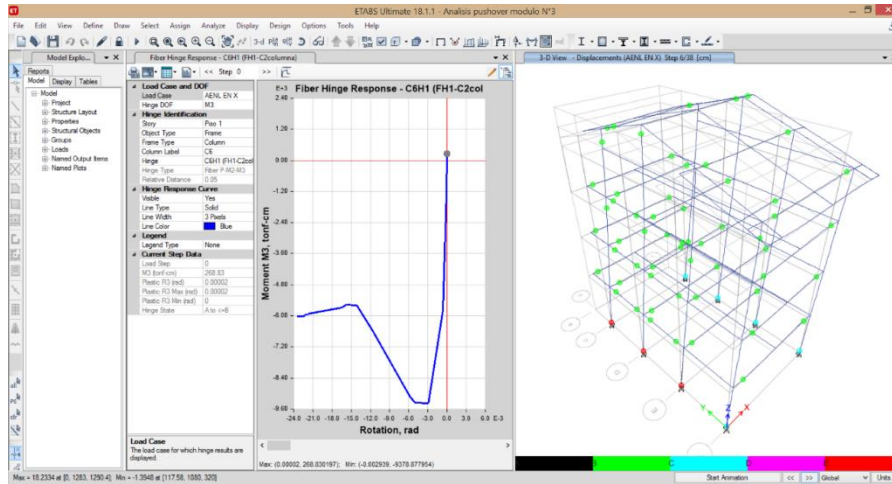 ETABS Ultimate 18.1.1 - Analisis pushover modulo N°3
File Edit View Define Draw Select Assign Analyze Display Design Options Tools Help
Model Explo...
Reports
Model Display Tables
Model
Project
Structure Layout
Properties
Structural Objects
Groups
Loads
Named Output Items
Named Plots
Fiber Hinge Response - C6H1 (FH1-C2columna)
<< Step 0 >>
Load Case and DOF
Load Case AENL EN X
Hinge DOF M3
Hinge Identification
Story Piso 1
Object Type Frame
Frame Type Column
Column Label C6
Hinge C6H1 (FH1-C2col
Hinge Type Fiber P-M2-M3
Relative Distance 0.05
Hinge Response Curve
Visible Yes
Line Type Solid
Line Width 3 Pixels
Line Color Blue
Legend
Legend Type None
Current Step Data
Load Step 0
M3 (tonf-cm) 268.83
Plastic R3 (rad) 0.00002
Plastic R3 Max (rad) 0.00002
Plastic R3 Min (rad) 0
Hinge State A to <=B
Load Case
The load case for which hinge results are displayed.
E+3 Fiber Hinge Response - C6H1 (FH1-C2col
2.40
1.20
0.00
-1.20
-2.40
-3.60
-4.80
-6.00
-7.20
-8.40
-9.60
Moment M3, tonf-cm
-24.0 -21.0 -18.0 -15.0 -12.0 -9.0 -6.0 -3.0 0.0 3.0 E-3
Rotation, rad
Max: (0.00002, 268.830197); Min: (-0.002939, -9378.877954)
3-D View - Displacements (AENL EN X) Step 6/38 [cm]
X
Y
Z
B
C
D
E
Max = 18.2334 at [0, 1283, 1290.4]; Min = -1.3948 at [117.58, 1080, 320]
Start Animation << >> Global Units